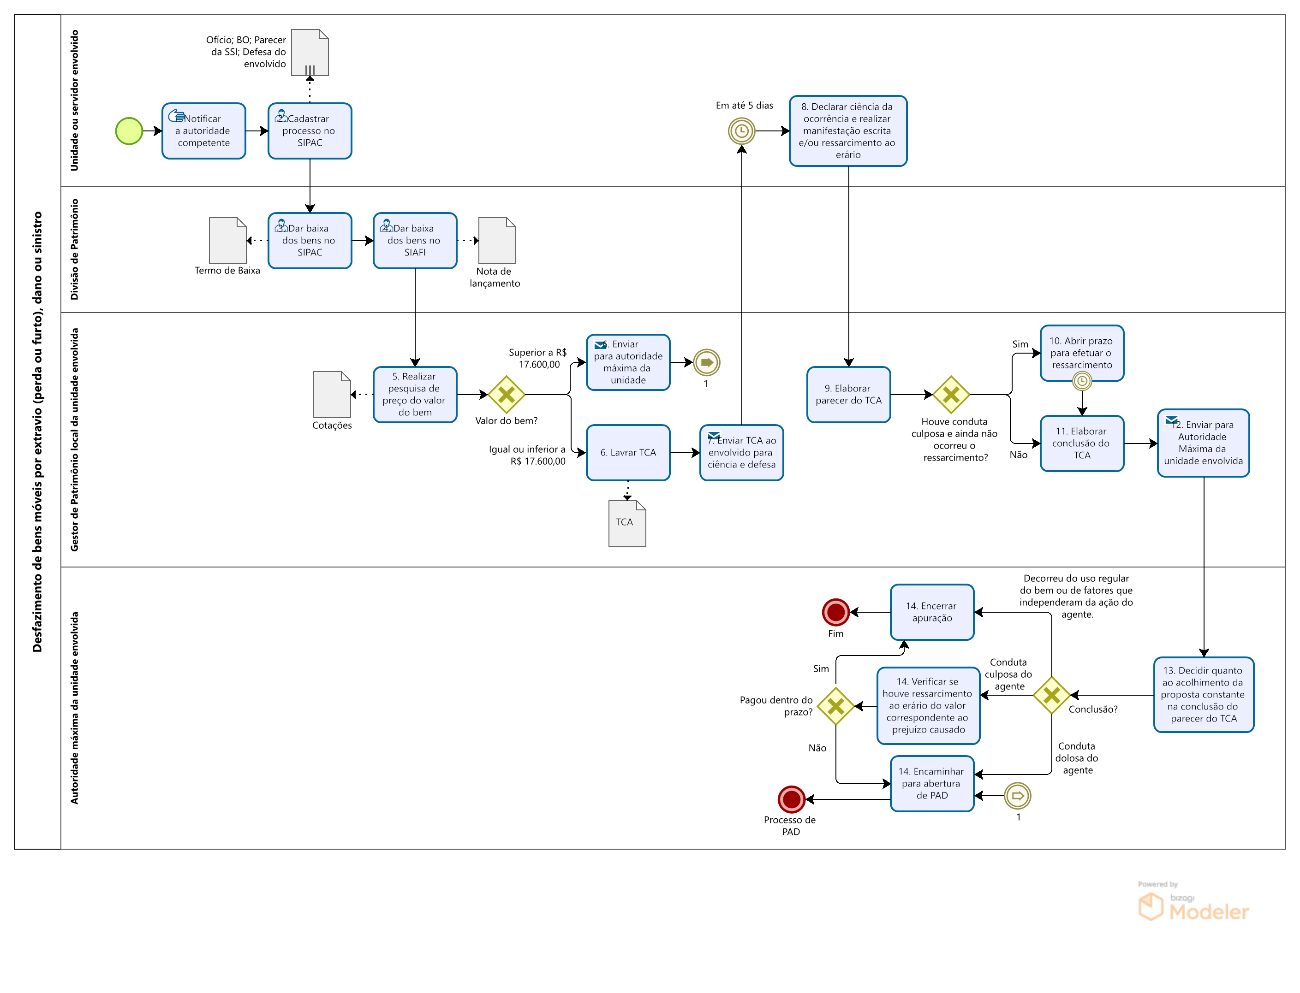 Desfazimento de bens móveis por extravio (perda ou furto), dano ou sinistro
Unidade ou servidor envolvido
Ofício; BO; Parecer
da SSI; Defesa do
envolvido
Notificar
a autoridade
competente
Cadastrar
processo no
SIPAC
Em até 5 dias
8. Declarar ciência da
ocorrência e realizar
manifestação escrita
e/ou ressarcimento ao
erário
Divisão de Patrimônio
Termo de Baixa
Dar baixa
dos bens no
SIPAC
Dar baixa
dos bens no
SIAFI
Nota de
lançamento
Gestor de Patrimônio local da unidade envolvida
Cotações
5. Realizar
pesquisa de
preço do valor
do bem
Valor do bem?
Superior a R$
17.600,00
Enviar
para autoridade
máxima da
unidade
1
Igual ou inferior a
R$ 17.600,00
6. Lavrar TCA
TCA
7. Enviar TCA ao
envolvido para
ciência e defesa
9. Elaborar
parecer do TCA
Houve conduta
culposa e ainda não
ocorreu o
ressarcimento?
Sim
10. Abrir prazo
para efetuar o
ressarcimento
Não
11. Elaborar
conclusão do
TCA
12. Enviar para
Autoridade
Máxima da
unidade envolvida
Autoridade máxima da unidade envolvida
13. Decidir quanto
ao acolhimento da
proposta constante
na conclusão do
parecer do TCA
Conclusão?
Decorreu do uso regular
do bem ou de fatores que
independeram da ação do
agente.
14. Encerrar
apuração
Fim
Conduta
culposa do
agente
14. Verificar se
houve ressarcimento
ao erário do valor
correspondente ao
prejuízo causado
Pagou dentro do
prazo?
Sim
Não
Conduta
dolosa do
agente
14. Encaminhar
para abertura
de PAD
1
Processo de
PAD
Powered by
bizagi
Modeler